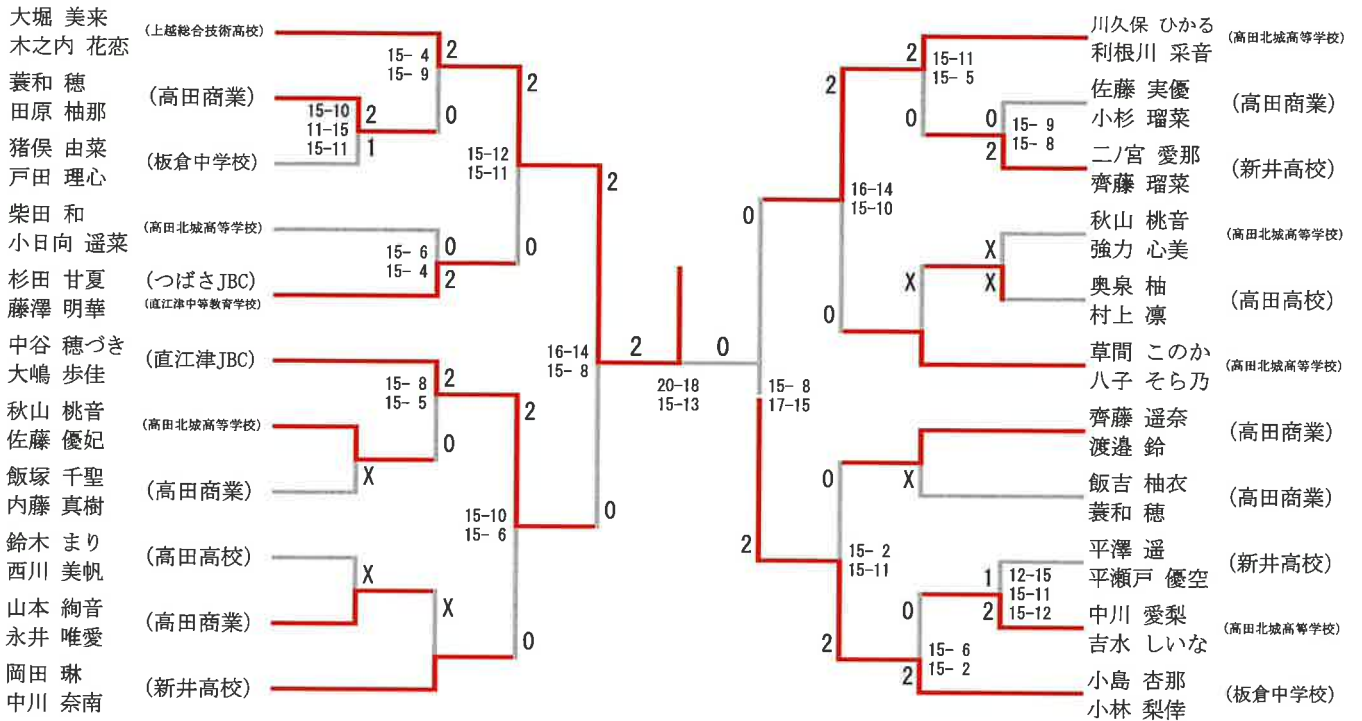 大堀 美来
木之内 花恋
(上越総合技術高校)
蓑和 穂
田原 柚那
(高田商業)
猪俣 由菜
戸田 理心
(板倉中学校)
柴田 和
小日向 遥菜
(高田北城高等学校)
杉田 甘夏
(つばさJBC)
藤澤 明華
(直江津中等教育学校)
中谷 穂づき
大嶋 歩佳
(直江津JBC)
秋山 桃音
佐藤 優妃
(高田北城高等学校)
飯塚 千聖
内藤 真樹
(高田商業)
鈴木 まり
西川 美帆
(高田高校)
山本 絢音
永井 唯愛
(高田商業)
岡田 琳
中川 奈南
(新井高校)
15-10
11-15
15-11
2
1
X
X
15- 4
15- 9
2
0
15- 6
15- 4
0
2
15- 8
15- 5
2
0
X
15-12
15-11
2
0
15-10
15- 6
2
0
16-14
15- 8
2
0
2
0
20-18
15-13
0
2
15- 8
17-15
2
0
16-14
15-10
0
2
15- 2
15-11
2
0
15-11
15- 5
X
X
0
2
15- 6
15- 2
0
2
15- 9
15- 8
X
X
1
2
12-15
15-11
15-12
川久保 ひかる
利根川 采音
(高田北城高等学校)
佐藤 実優
小杉 瑠菜
(高田商業)
二ノ宮 愛那
齊藤 瑠菜
(新井高校)
秋山 桃音
強力 心美
(高田北城高等学校)
奥泉 柚
村上 凛
(高田高校)
草間 このか
八子 そら乃
(高田北城高等学校)
齊藤 遥奈
渡邉 鈴
(高田商業)
飯吉 柚衣
蓑和 穂
(高田商業)
平澤 遥
平瀬戸 優空
(新井高校)
中川 愛梨
吉水 しいな
(高田北城高等学校)
小島 杏那
小林 梨倖
(板倉中学校)